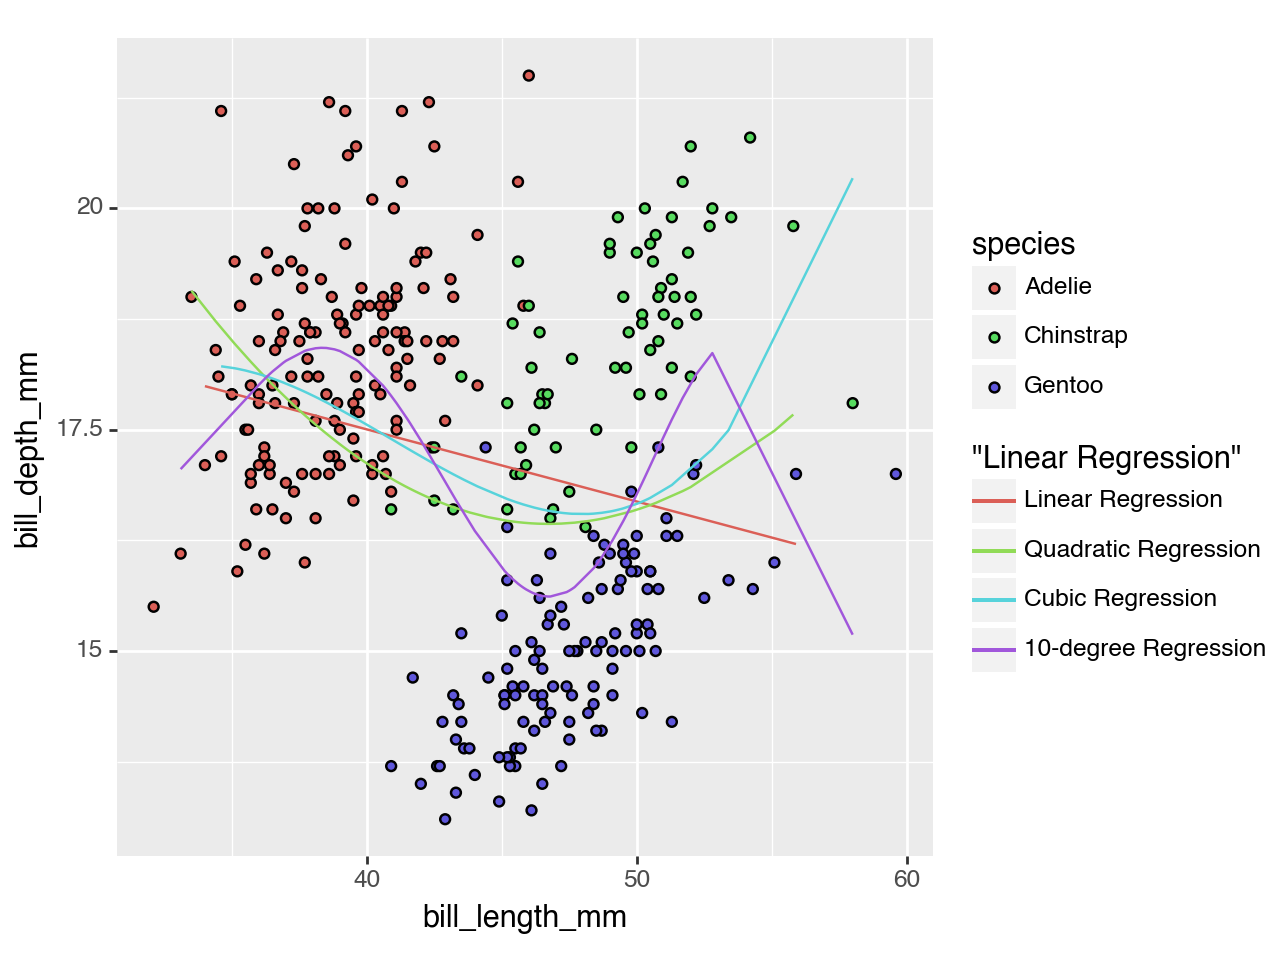 bill_depth_mm
20
17.5
15
40
50
60
bill_length_mm
species
Adelie
Chinstrap
Gentoo
"Linear Regression"
Linear Regression
Quadratic Regression
Cubic Regression
10-degree Regression